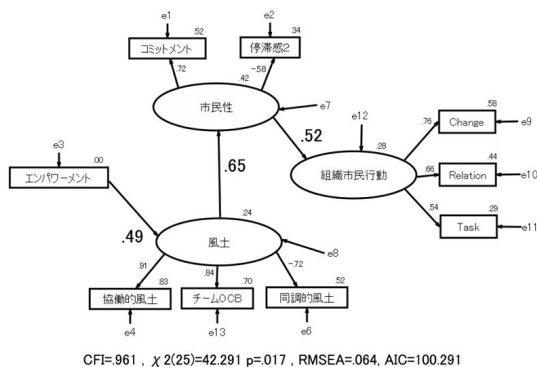 e1
.52
コミットメント
e2
.34
停滞感2
.72
-.58
.42
市民性
e7
e12
.52
.28
組織市民行動
.58
Change
e9
.76
.44
Relation
e10
.66
.29
Task
e11
.54
e3
.00
エンパワーメント
.65
.49
.24
風土
e8
.91
.84
-.72
.83
協働的風土
.70
チームOCB
.52
同調的風土
e4
e13
e6
CFI=.961 , χ2(25)=42.291 p=.017 , RMSEA=.064, AIC=100.291